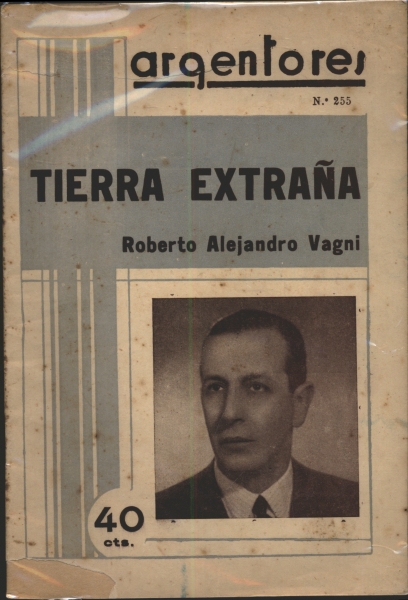 argentores
N.° 255
TIERRA EXTRAÑA
Roberto Alejandro Vagni
40
cts.